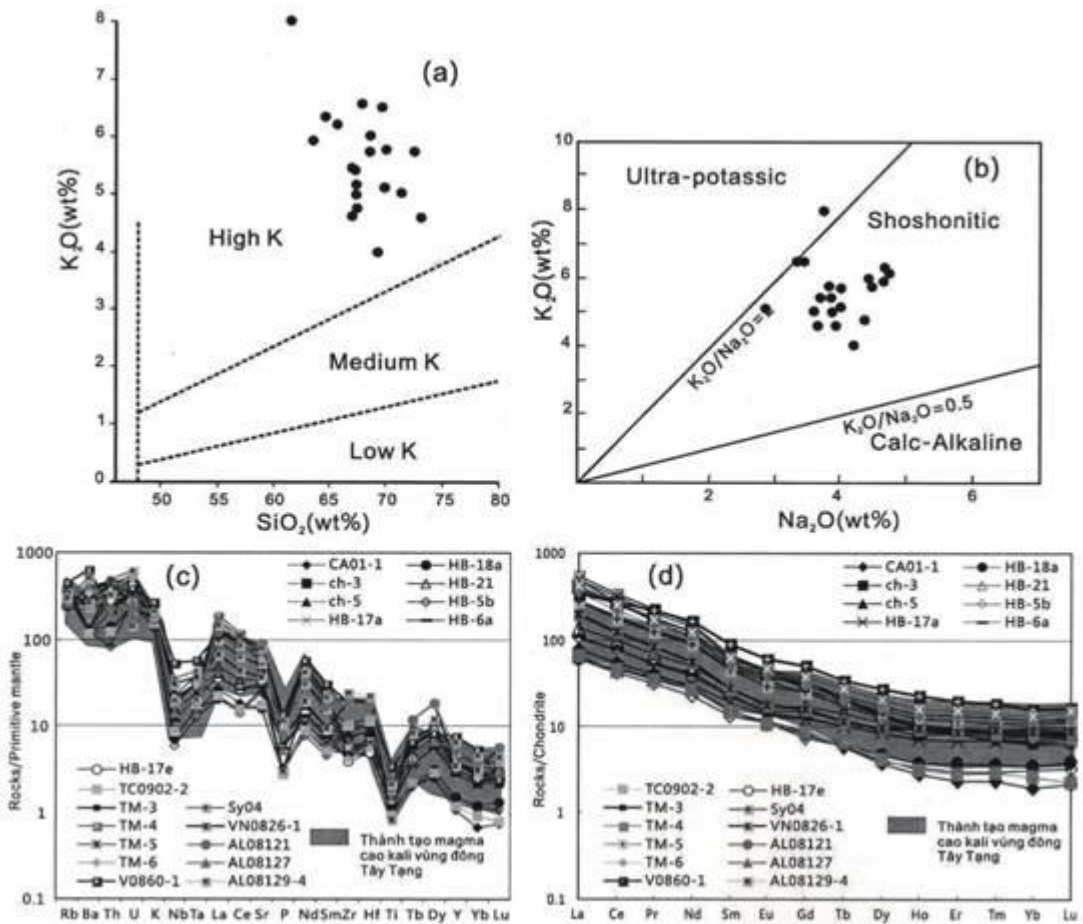 (a)
K₂O(wt%)
8
7
6
5
4
3
2
1
0
High K
Medium K
Low K
50 55 60 65 70 75 80
SiO₂(wt%)
(b)
K₂O(wt%)
10
8
6
4
2
Ultra-potassic
Shoshonitic
K₂O/Na₂O=
K₂O/Na₂O=0.5
Calc-Alkaline
2 4 6
Na₂O(wt%)
(c)
Rocks/Primitive mantle
1000
100
10
1
0.1
CA01-1 HB-18a
ch-3 HB-21
ch-5 HB-5b
HB-17a HB-6a
HB-17e
TC0902-2
TM-3 Sy04
TM-4 VN0826-1
TM-5 AL08121
TM-6 AL08127
V0860-1 AL08129-4
Thành tạo magma
cao kali vùng đông
Tây Tạng
Rb Ba Th U K Nb Ta La Ce Sr P Nd Sm Zr Hf Ti Tb Dy Y Yb Lu
(d)
Rocks/Chondrite
1000
100
10
1
0.1
CA01-1 HB-18a
ch-3 HB-21
ch-5 HB-5b
HB-17a HB-6a
TC0902-2 HB-17e
TM-3 Sy04
TM-4 VN0826-1
TM-5 AL08121
TM-6 AL08127
V0860-1 AL08129-4
Thành tạo magma
cao kali vùng đông
Tây Tạng
La Ce Pr Nd Sm Eu Gd Tb Dy Ho Er Tm Yb Lu